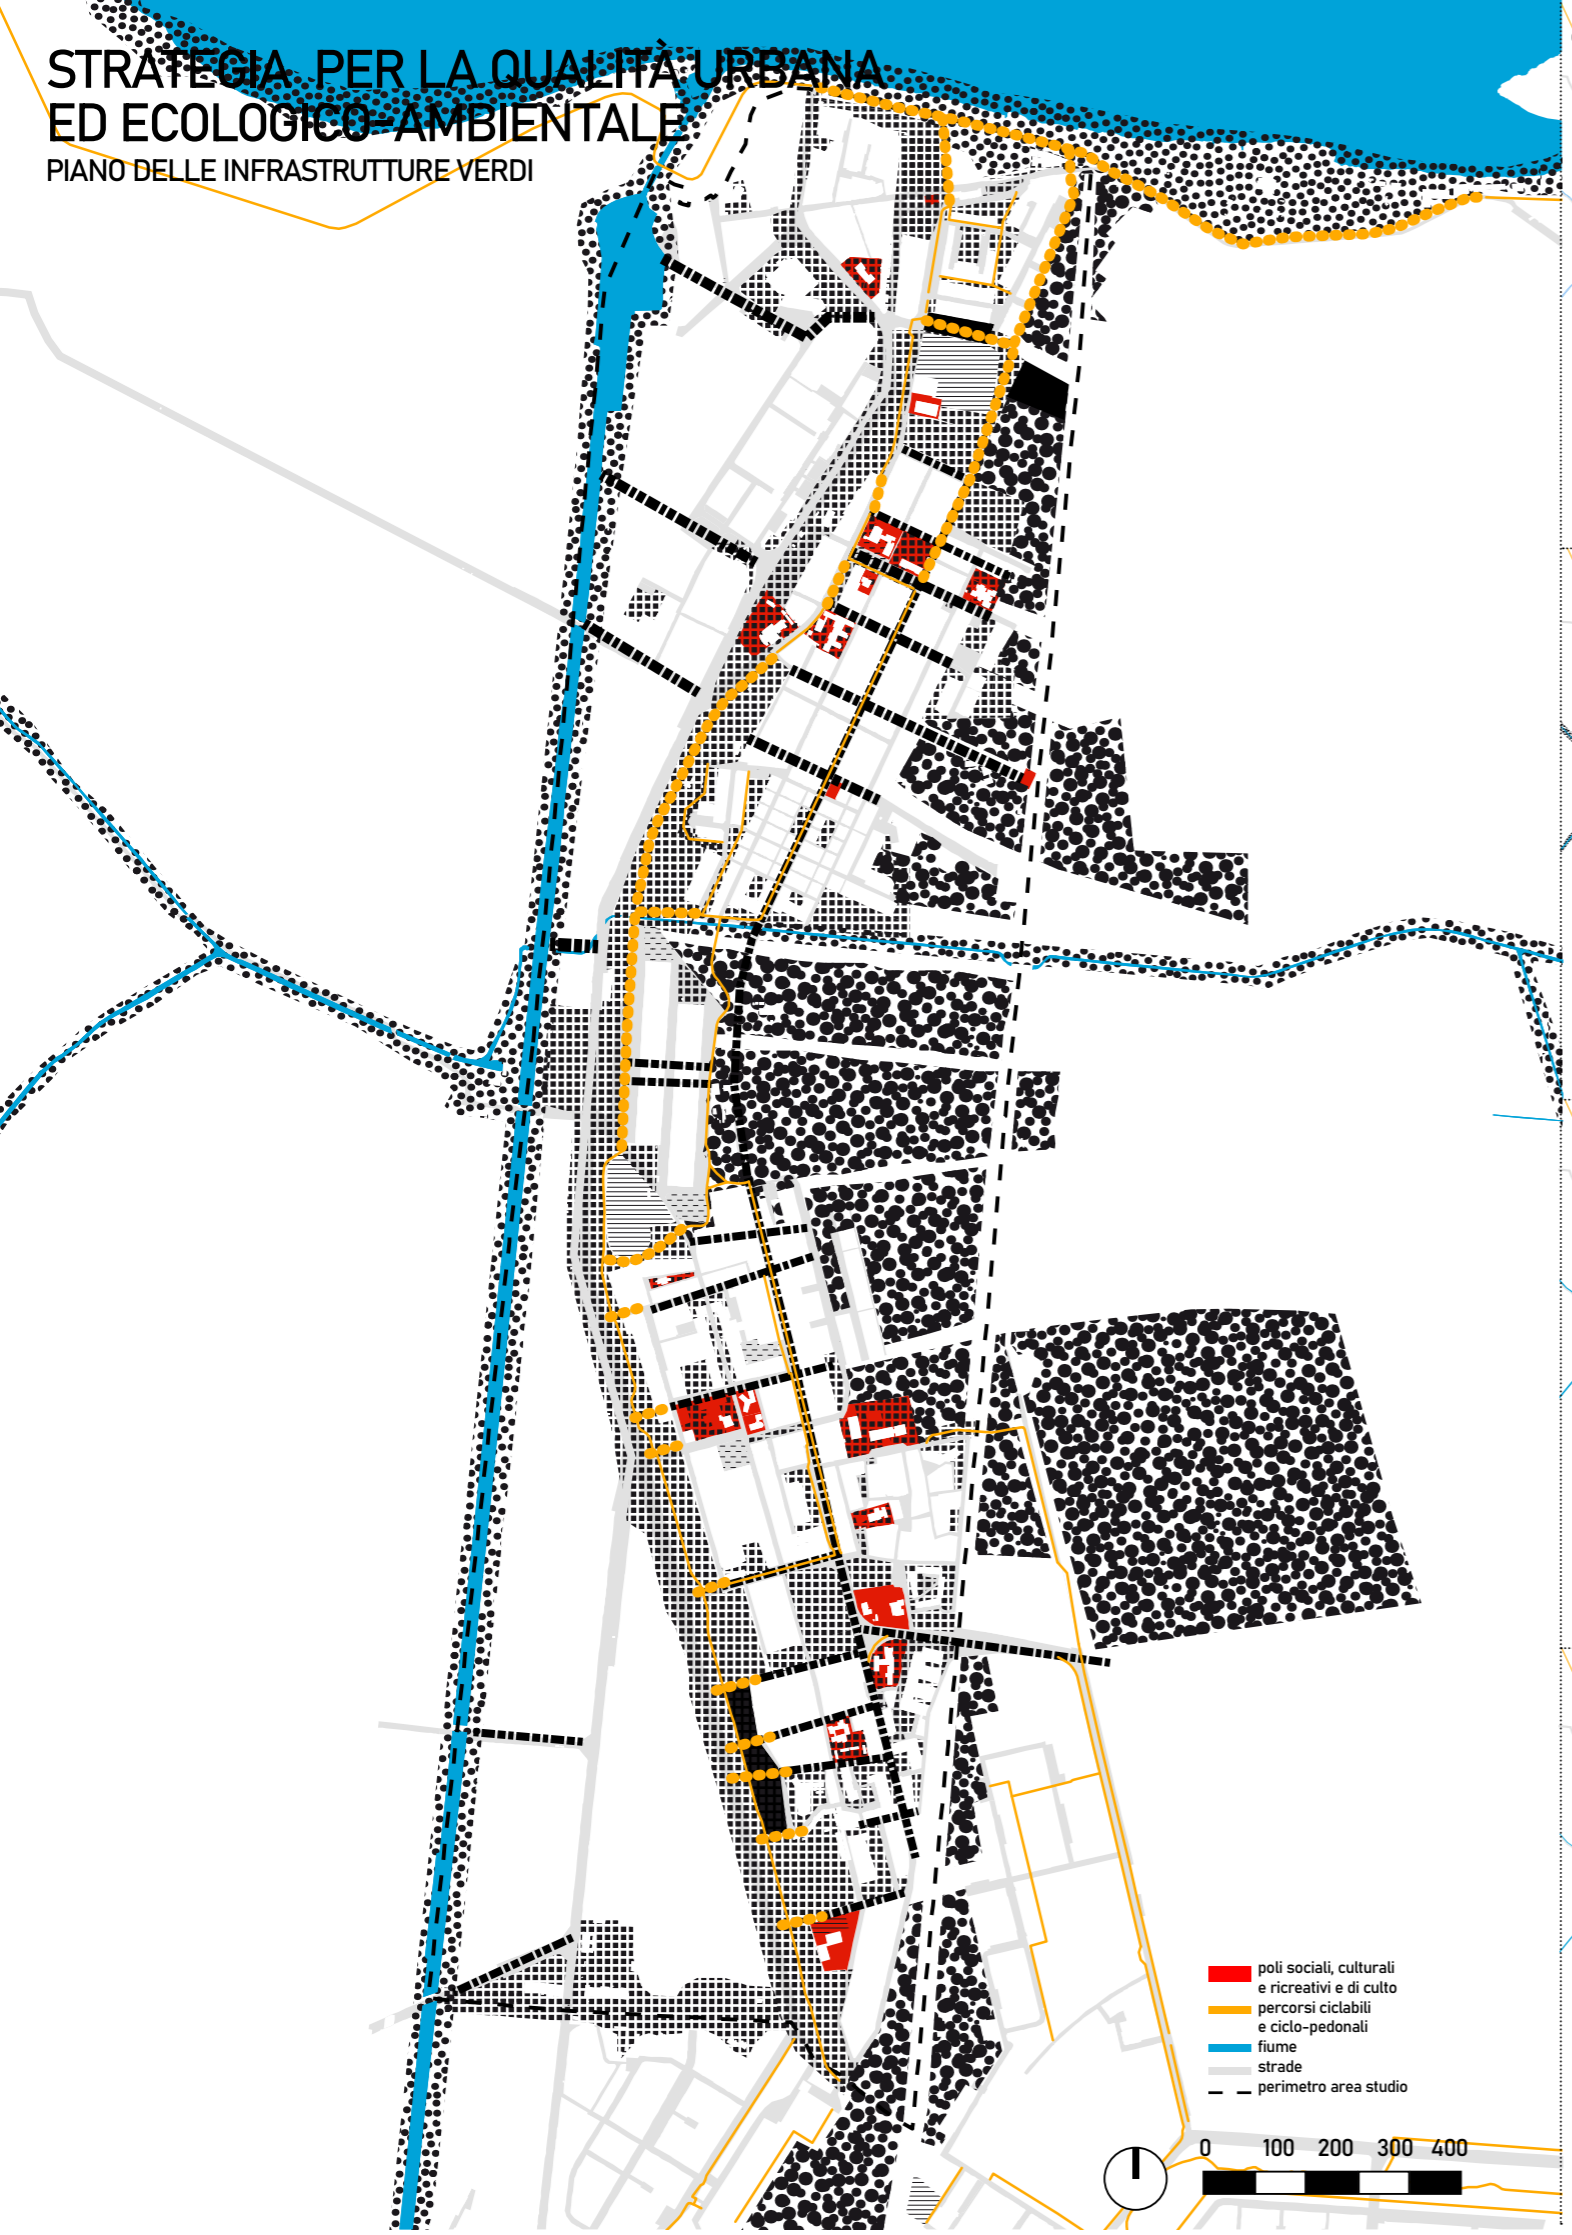 STRATEGIA PER LA QUALITÀ URBANA
ED ECOLOGICO-AMBIENTALE
PIANO DELLE INFRASTRUTTURE VERDI
poli sociali, culturali
e ricreativi e di culto
percorsi ciclabili
e ciclo-pedonali
fiume
strade
perimetro area studio
0 100 200 300 400